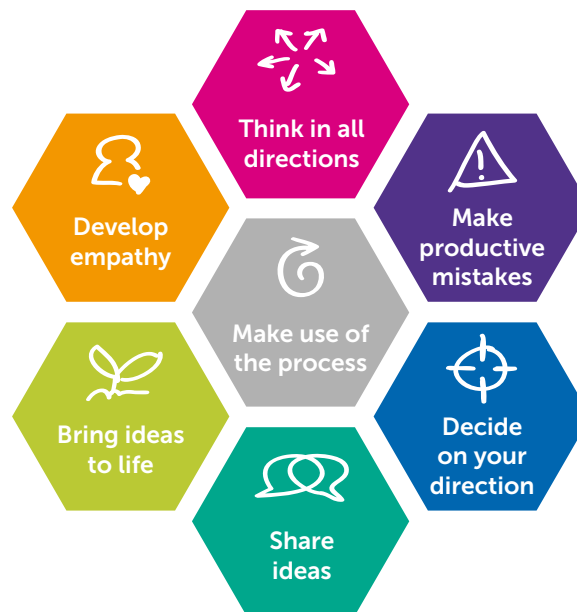 Think in all
directions
Develop
empathy
Make
productive
mistakes
Make use of
the process
Bring ideas
to life
Decide
on your
direction
Share
ideas